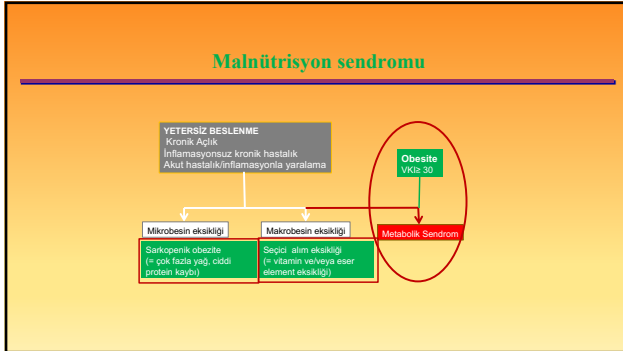 Malnütrisyon sendromu
YETERSİZ BESLENME
Kronik Açlık
İnflamasyonsuz kronik hastalık
Akut hastalık/inflamasyonla yaralama
Obesite
VKI≥ 30
Mikrobesin eksikliği
Makrobesin eksikliği
Metabolik Sendrom
Sarkopenik obezite
(= çok fazla yağ, ciddi
protein kaybı)
Seçici alım eksikliği
(= vitamin ve/veya eser
element eksikliği)